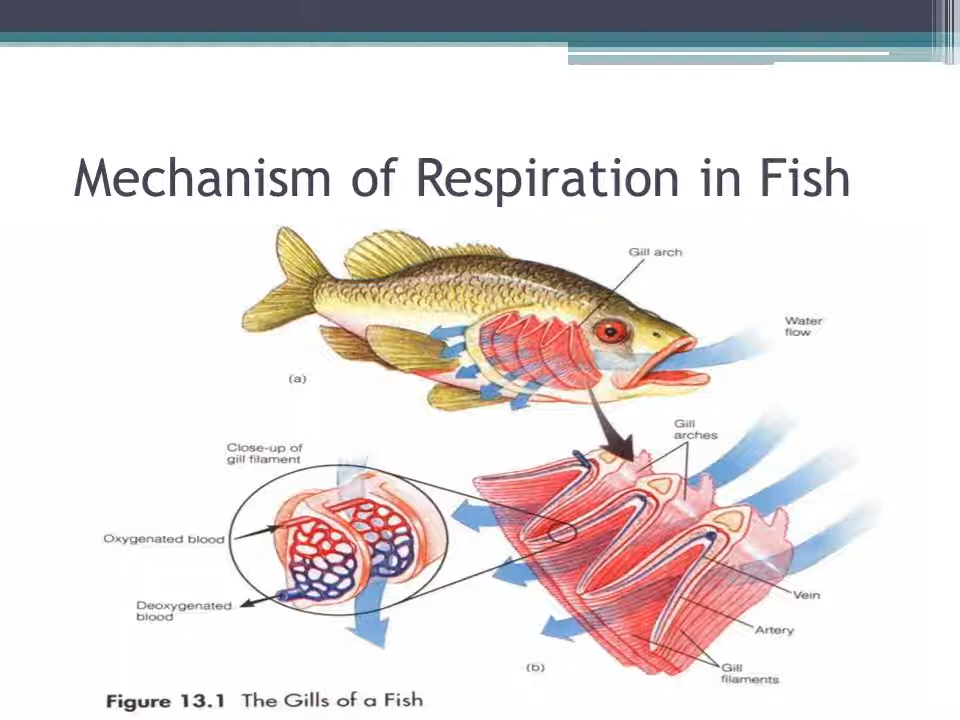 Mechanism of Respiration in Fish
Gill arch
Water
flow
(a)
Gill
arches
Close-up of
gill filament
Oxygenated blood
Deoxygenated
blood
Vein
Artery
(b)
Gill
filaments
Figure 13.1 The Gills of a Fish